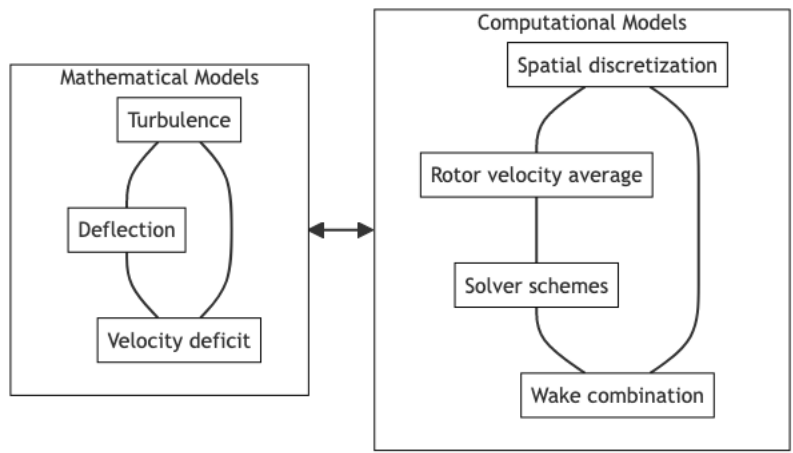 Mathematical Models
Turbulence
Deflection
Velocity deficit
Computational Models
Spatial discretization
Rotor velocity average
Solver schemes
Wake combination